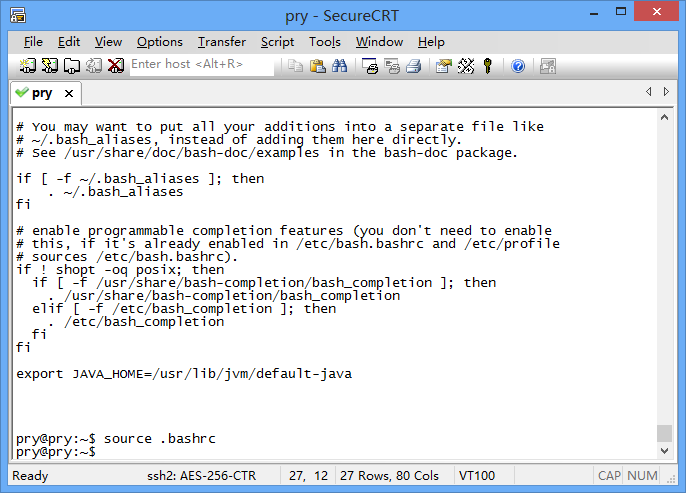 pry - SecureCRT
File Edit View Options Transfer Script Tools Window Help
Enter host <Alt+R>
pry
# You may want to put all your additions into a separate file like
# ~/.bash_aliases, instead of adding them here directly.
# See /usr/share/doc/bash-doc/examples in the bash-doc package.
if [ -f ~/.bash_aliases ]; then
    . ~/.bash_aliases
fi
# enable programmable completion features (you don't need to enable
# this, if it's already enabled in /etc/bash.bashrc and /etc/profile
# sources /etc/bash.bashrc).
if ! shopt -oq posix; then
  if [ -f /usr/share/bash-completion/bash_completion ]; then
    . /usr/share/bash-completion/bash_completion
  elif [ -f /etc/bash_completion ]; then
    . /etc/bash_completion
  fi
fi
export JAVA_HOME=/usr/lib/jvm/default-java
pry@pry:~$ source .bashrc
pry@pry:~$
Ready ssh2: AES-256-CTR 27, 12 27 Rows, 80 Cols VT100 CAP NUM